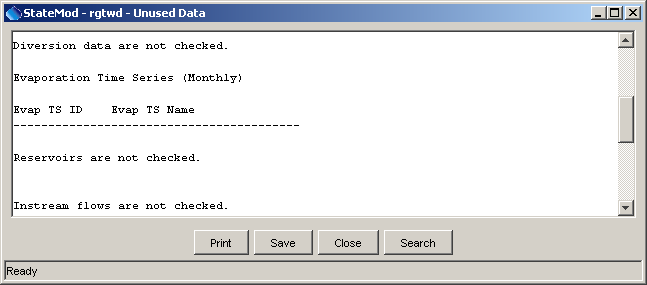 StateMod - rgtwd - Unused Data
Diversion data are not checked.
Evaporation Time Series (Monthly)
Evap TS ID    Evap TS Name
-----------------------------------------
Reservoirs are not checked.
Instream flows are not checked.
Print Save Close Search
Ready